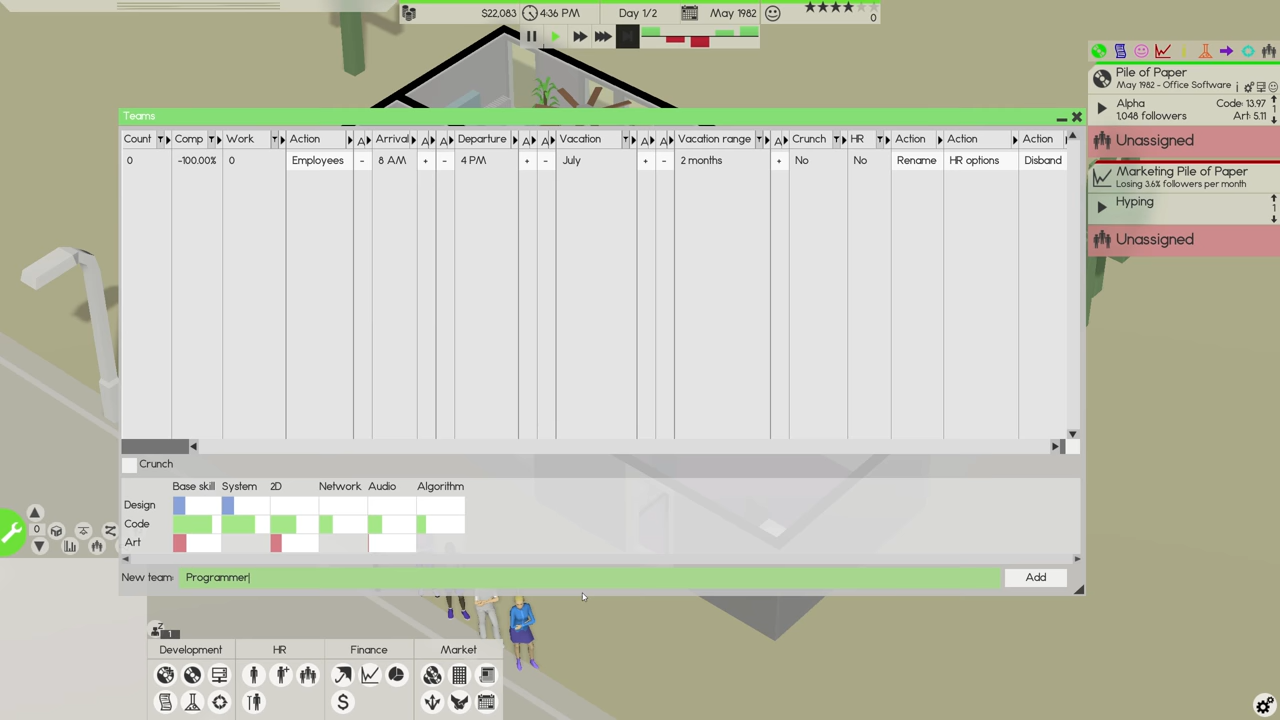 $22,083 4:36 PM Day 1/2 May 1982 0
Pile of Paper
May 1982 - Office Software
Alpha Code: 13.97
1,048 followers Art: 5.11
Unassigned
Marketing Pile of Paper
Losing 3.6% followers per month
Hyping 1
Unassigned
Teams
Count Comp Work Action A Arrival A A Departure A A Vacation A A Vacation range A Crunch HR Action Action Action
0 -100.00% 0 Employees - 8 AM + - 4 PM + - July + - 2 months + No No Rename HR options Disband
Crunch
Base skill System 2D Network Audio Algorithm
Design
Code
Art
New team: Programmer Add
0
Z
1
Development HR Finance Market